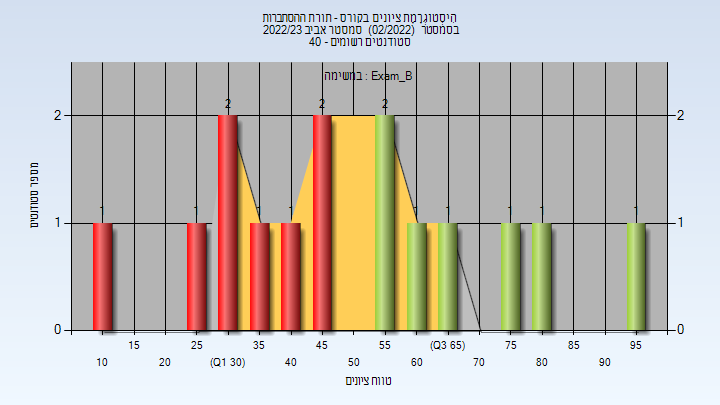 היסטוגרמת ציונים בקורס - תורת ההסתברות
בסמסטר (02/2022) סמסטר אביב 2022/23
סטודנטים רשומים - 40
במשימה : Exam_B
מספר סטודנטים
2 2 2
2 2
1 1 1 1 1 1 1 1 1 1
1 1
0 0
15 25 35 45 55 (Q3 65) 75 85 95
10 20 (Q1 30) 40 50 60 70 80 90
טווח ציונים